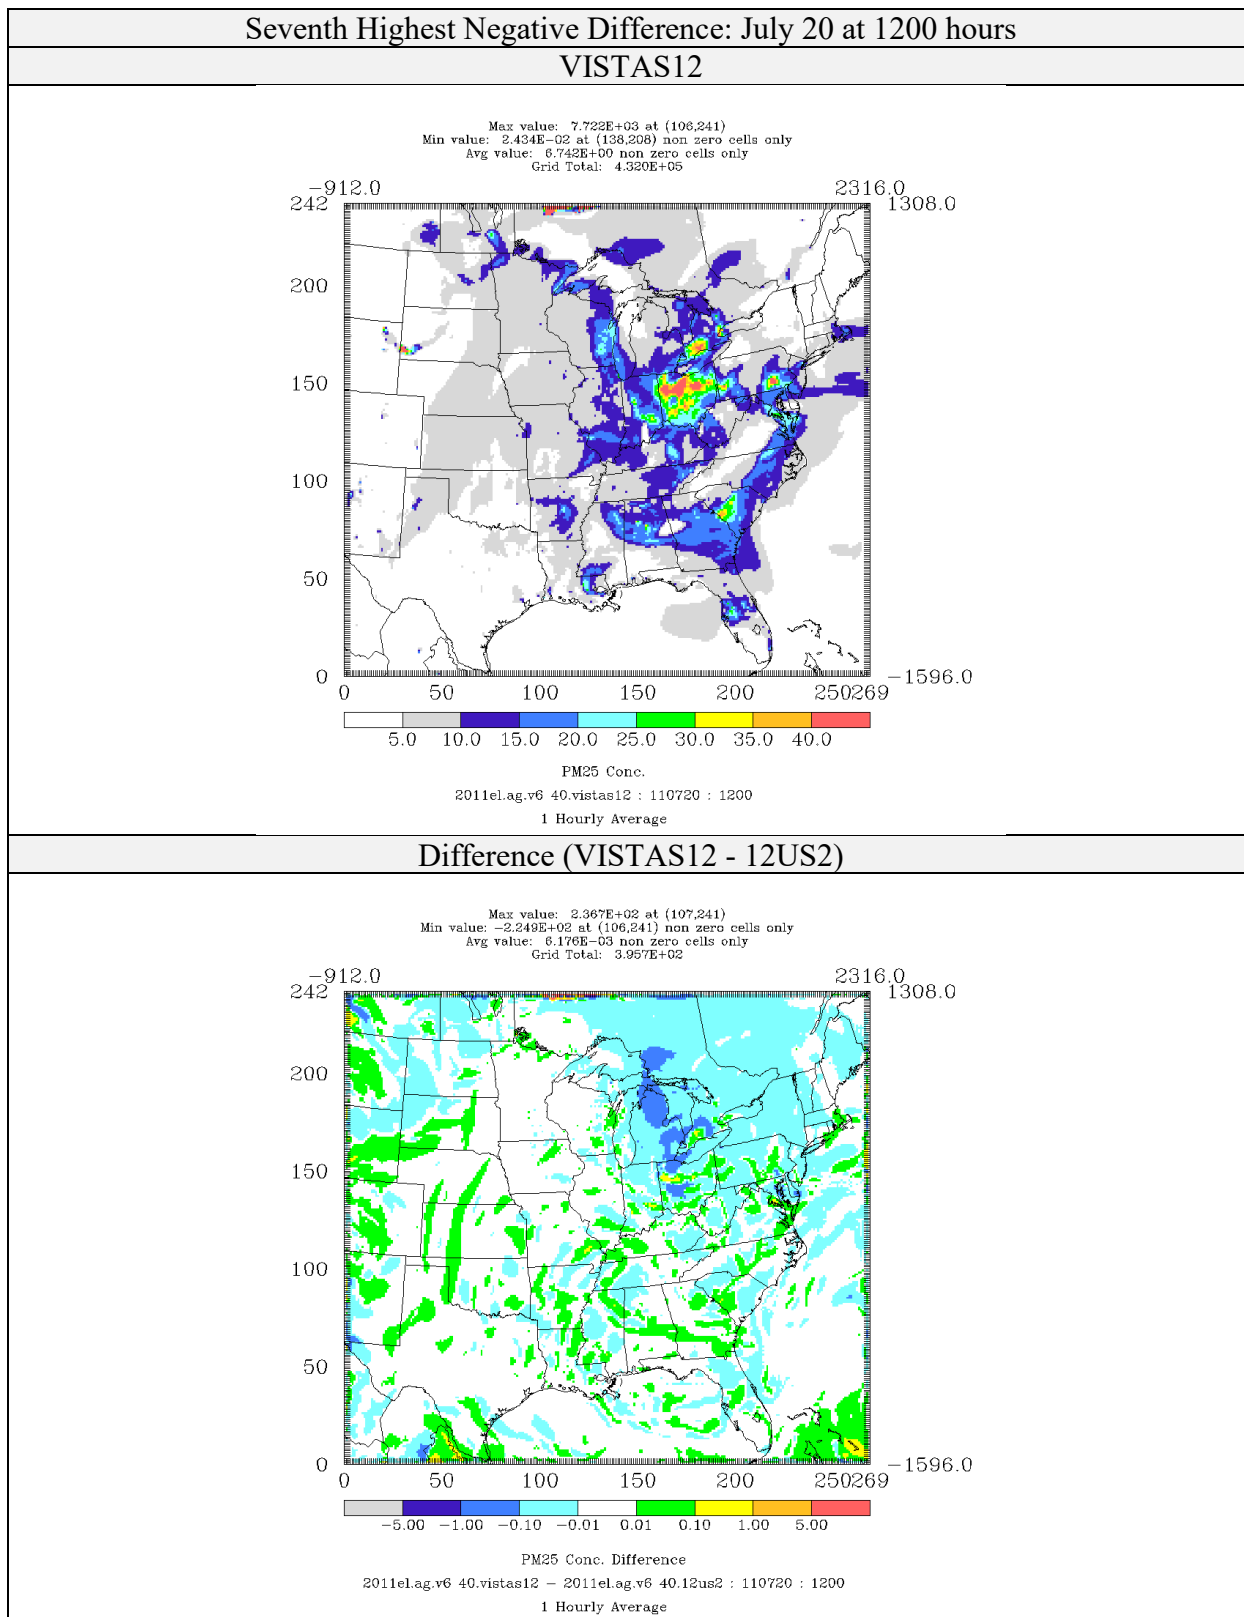 Seventh Highest Negative Difference: July 20 at 1200 hours
VISTAS12
Max value: 7.722E+03 at (106,241)
Min value: 2.434E-02 at (138,208) non zero cells only
Avg value: 6.742E+00 non zero cells only
Grid Total: 4.320E+05
-912.0 2316.0
242 1308.0
200
150
100
50
0 -1596.0
0 50 100 150 200 250269
5.0 10.0 15.0 20.0 25.0 30.0 35.0 40.0
PM25 Conc.
2011el.ag.v6 40.vistas12 : 110720 : 1200
1 Hourly Average
Difference (VISTAS12 - 12US2)
Max value: 2.367E+02 at (107,241)
Min value: -2.249E+02 at (106,241) non zero cells only
Avg value: 6.176E-03 non zero cells only
Grid Total: 3.957E+02
-912.0 2316.0
242 1308.0
200
150
100
50
0 -1596.0
0 50 100 150 200 250269
-5.00 -1.00 -0.10 -0.01 0.01 0.10 1.00 5.00
PM25 Conc. Difference
2011el.ag.v6 40.vistas12 - 2011el.ag.v6 40.12us2 : 110720 : 1200
1 Hourly Average